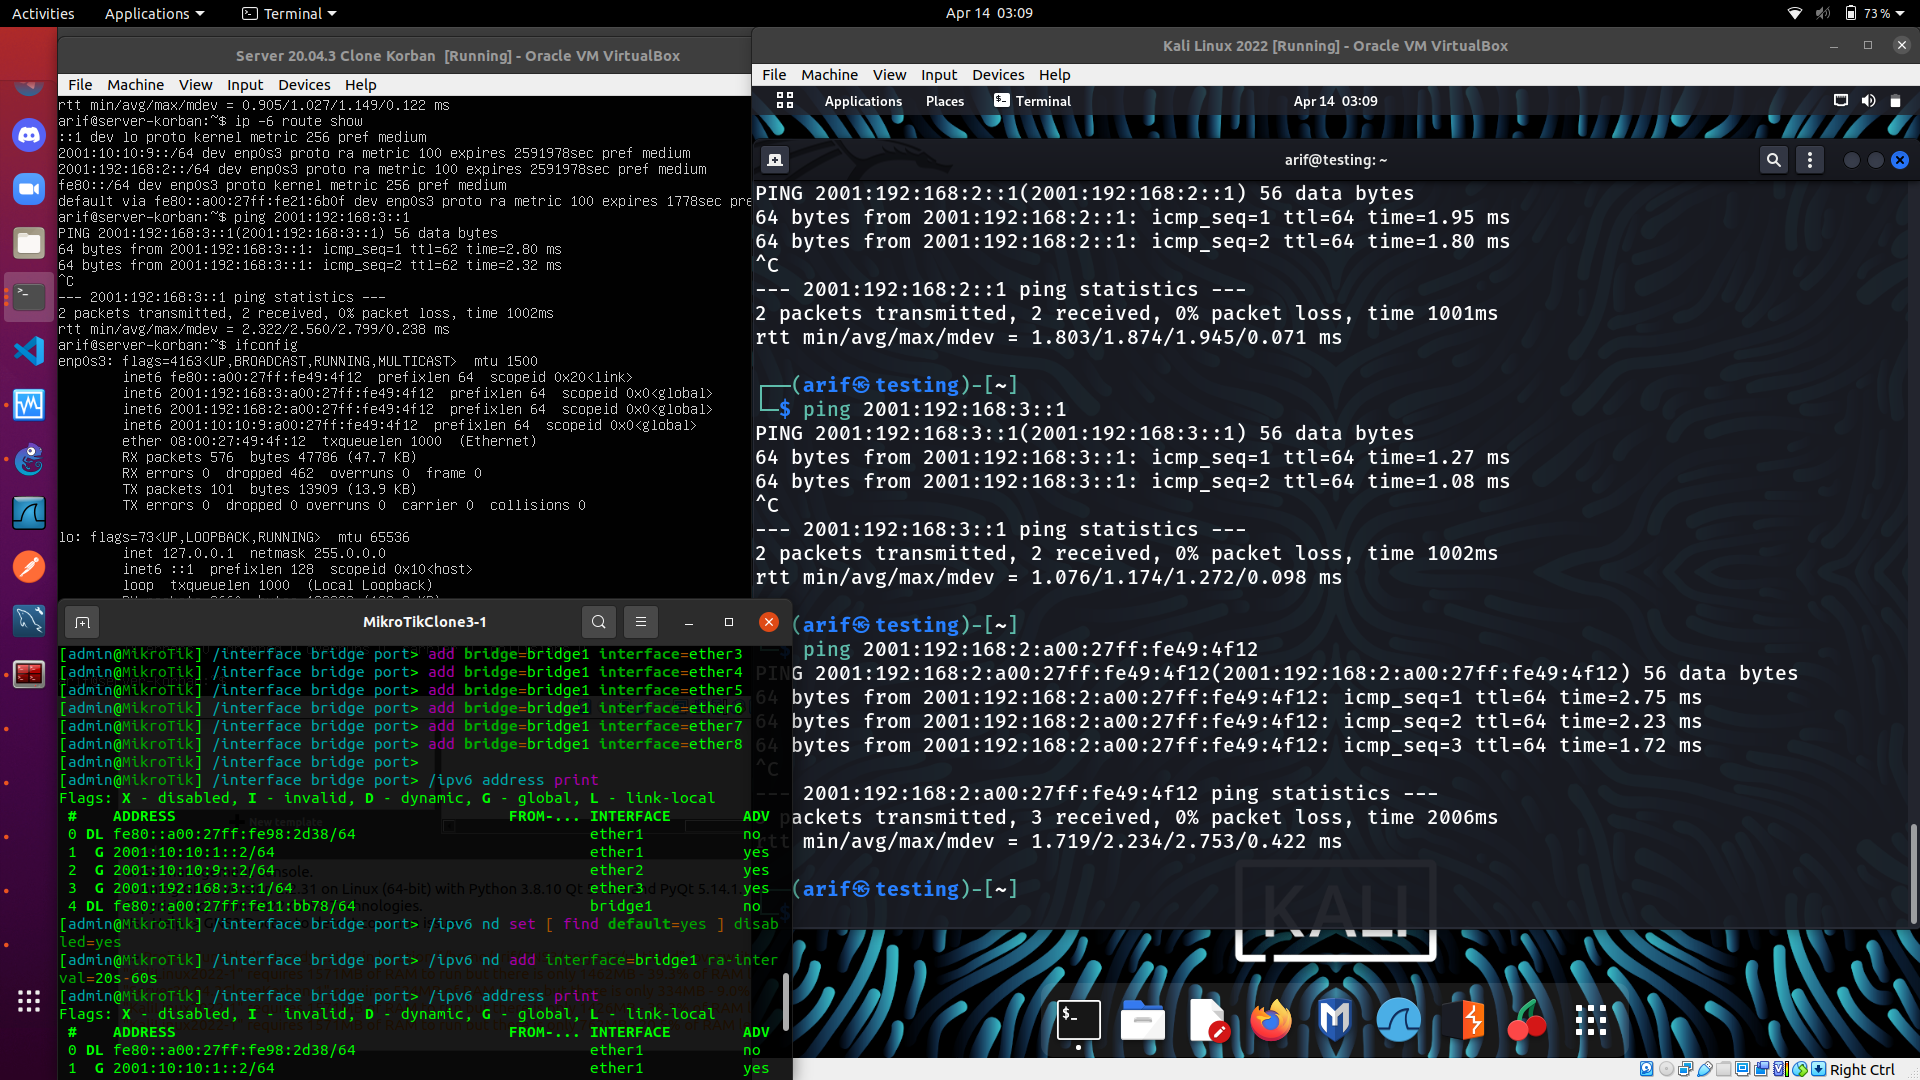 Activities Applications Terminal Apr 14 03:09 73 %
Server 20.04.3 Clone Korban [Running] - Oracle VM VirtualBox
File Machine View Input Devices Help
rtt min/avg/max/mdev = 0.905/1.027/1.149/0.122 ms
arif@server-korban:~$ ip -6 route show
::1 dev lo proto kernel metric 256 pref medium
2001:10:10:9::/64 dev enp0s3 proto ra metric 100 expires 2591978sec pref medium
2001:192:168:2::/64 dev enp0s3 proto ra metric 100 expires 2591978sec pref medium
fe80::/64 dev enp0s3 proto kernel metric 256 pref medium
default via fe80::a00:27ff:fe21:6b0f dev enp0s3 proto ra metric 100 expires 1778sec pre
arif@server-korban:~$ ping 2001:192:168:3::1
PING 2001:192:168:3::1(2001:192:168:3::1) 56 data bytes
64 bytes from 2001:192:168:3::1: icmp_seq=1 ttl=62 time=2.80 ms
64 bytes from 2001:192:168:3::1: icmp_seq=2 ttl=62 time=2.32 ms
^C
--- 2001:192:168:3::1 ping statistics ---
2 packets transmitted, 2 received, 0% packet loss, time 1002ms
rtt min/avg/max/mdev = 2.322/2.560/2.799/0.238 ms
arif@server-korban:~$ ifconfig
enp0s3: flags=4163<UP,BROADCAST,RUNNING,MULTICAST> mtu 1500
inet6 fe80::a00:27ff:fe49:4f12 prefixlen 64 scopeid 0x20<link>
inet6 2001:192:168:3:a00:27ff:fe49:4f12 prefixlen 64 scopeid 0x0<global>
inet6 2001:192:168:2:a00:27ff:fe49:4f12 prefixlen 64 scopeid 0x0<global>
inet6 2001:10:10:9:a00:27ff:fe49:4f12 prefixlen 64 scopeid 0x0<global>
ether 08:00:27:49:4f:12 txqueuelen 1000 (Ethernet)
RX packets 576 bytes 47786 (47.7 KB)
RX errors 0 dropped 462 overruns 0 frame 0
TX packets 101 bytes 13909 (13.9 KB)
TX errors 0 dropped 0 overruns 0 carrier 0 collisions 0
lo: flags=73<UP,LOOPBACK,RUNNING> mtu 65536
inet 127.0.0.1 netmask 255.0.0.0
inet6 ::1 prefixlen 128 scopeid 0x10<host>
loop txqueuelen 1000 (Local Loopback)
MikroTikClone3-1
[admin@MikroTik] /interface bridge port> add bridge=bridge1 interface=ether3
[admin@MikroTik] /interface bridge port> add bridge=bridge1 interface=ether4
[admin@MikroTik] /interface bridge port> add bridge=bridge1 interface=ether5
[admin@MikroTik] /interface bridge port> add bridge=bridge1 interface=ether6
[admin@MikroTik] /interface bridge port> add bridge=bridge1 interface=ether7
[admin@MikroTik] /interface bridge port> add bridge=bridge1 interface=ether8
[admin@MikroTik] /interface bridge port>
[admin@MikroTik] /interface bridge port> /ipv6 address print
Flags: X - disabled, I - invalid, D - dynamic, G - global, L - link-local
# ADDRESS FROM-... INTERFACE ADV
0 DL fe80::a00:27ff:fe98:2d38/64 ether1 no
1 G 2001:10:10:1::2/64 ether1 yes
2 G 2001:10:10:9::2/64 ether2 yes
3 G 2001:192:168:3::1/64 ether3 yes
4 DL fe80::a00:27ff:fe11:bb78/64 bridge1 no
[admin@MikroTik] /interface bridge port> /ipv6 nd set [ find default=yes ] disab
led=yes
[admin@MikroTik] /interface bridge port> /ipv6 nd add interface=bridge1 ra-inter
val=20s-60s
[admin@MikroTik] /interface bridge port> /ipv6 address print
Flags: X - disabled, I - invalid, D - dynamic, G - global, L - link-local
# ADDRESS FROM-... INTERFACE ADV
0 DL fe80::a00:27ff:fe98:2d38/64 ether1 no
1 G 2001:10:10:1::2/64 ether1 yes
Kali Linux 2022 [Running] - Oracle VM VirtualBox
File Machine View Input Devices Help
Applications Places Terminal Apr 14 03:09
arif@testing: ~
PING 2001:192:168:2::1(2001:192:168:2::1) 56 data bytes
64 bytes from 2001:192:168:2::1: icmp_seq=1 ttl=64 time=1.95 ms
64 bytes from 2001:192:168:2::1: icmp_seq=2 ttl=64 time=1.80 ms
^C
--- 2001:192:168:2::1 ping statistics ---
2 packets transmitted, 2 received, 0% packet loss, time 1001ms
rtt min/avg/max/mdev = 1.803/1.874/1.945/0.071 ms
(arif㉿testing)-[~]
$ ping 2001:192:168:3::1
PING 2001:192:168:3::1(2001:192:168:3::1) 56 data bytes
64 bytes from 2001:192:168:3::1: icmp_seq=1 ttl=64 time=1.27 ms
64 bytes from 2001:192:168:3::1: icmp_seq=2 ttl=64 time=1.08 ms
^C
--- 2001:192:168:3::1 ping statistics ---
2 packets transmitted, 2 received, 0% packet loss, time 1002ms
rtt min/avg/max/mdev = 1.076/1.174/1.272/0.098 ms
(arif㉿testing)-[~]
ping 2001:192:168:2:a00:27ff:fe49:4f12
PING 2001:192:168:2:a00:27ff:fe49:4f12(2001:192:168:2:a00:27ff:fe49:4f12) 56 data bytes
64 bytes from 2001:192:168:2:a00:27ff:fe49:4f12: icmp_seq=1 ttl=64 time=2.75 ms
64 bytes from 2001:192:168:2:a00:27ff:fe49:4f12: icmp_seq=2 ttl=64 time=2.23 ms
64 bytes from 2001:192:168:2:a00:27ff:fe49:4f12: icmp_seq=3 ttl=64 time=1.72 ms
^C
--- 2001:192:168:2:a00:27ff:fe49:4f12 ping statistics ---
packets transmitted, 3 received, 0% packet loss, time 2006ms
rtt min/avg/max/mdev = 1.719/2.234/2.753/0.422 ms
(arif㉿testing)-[~]
$
KALI
Right Ctrl